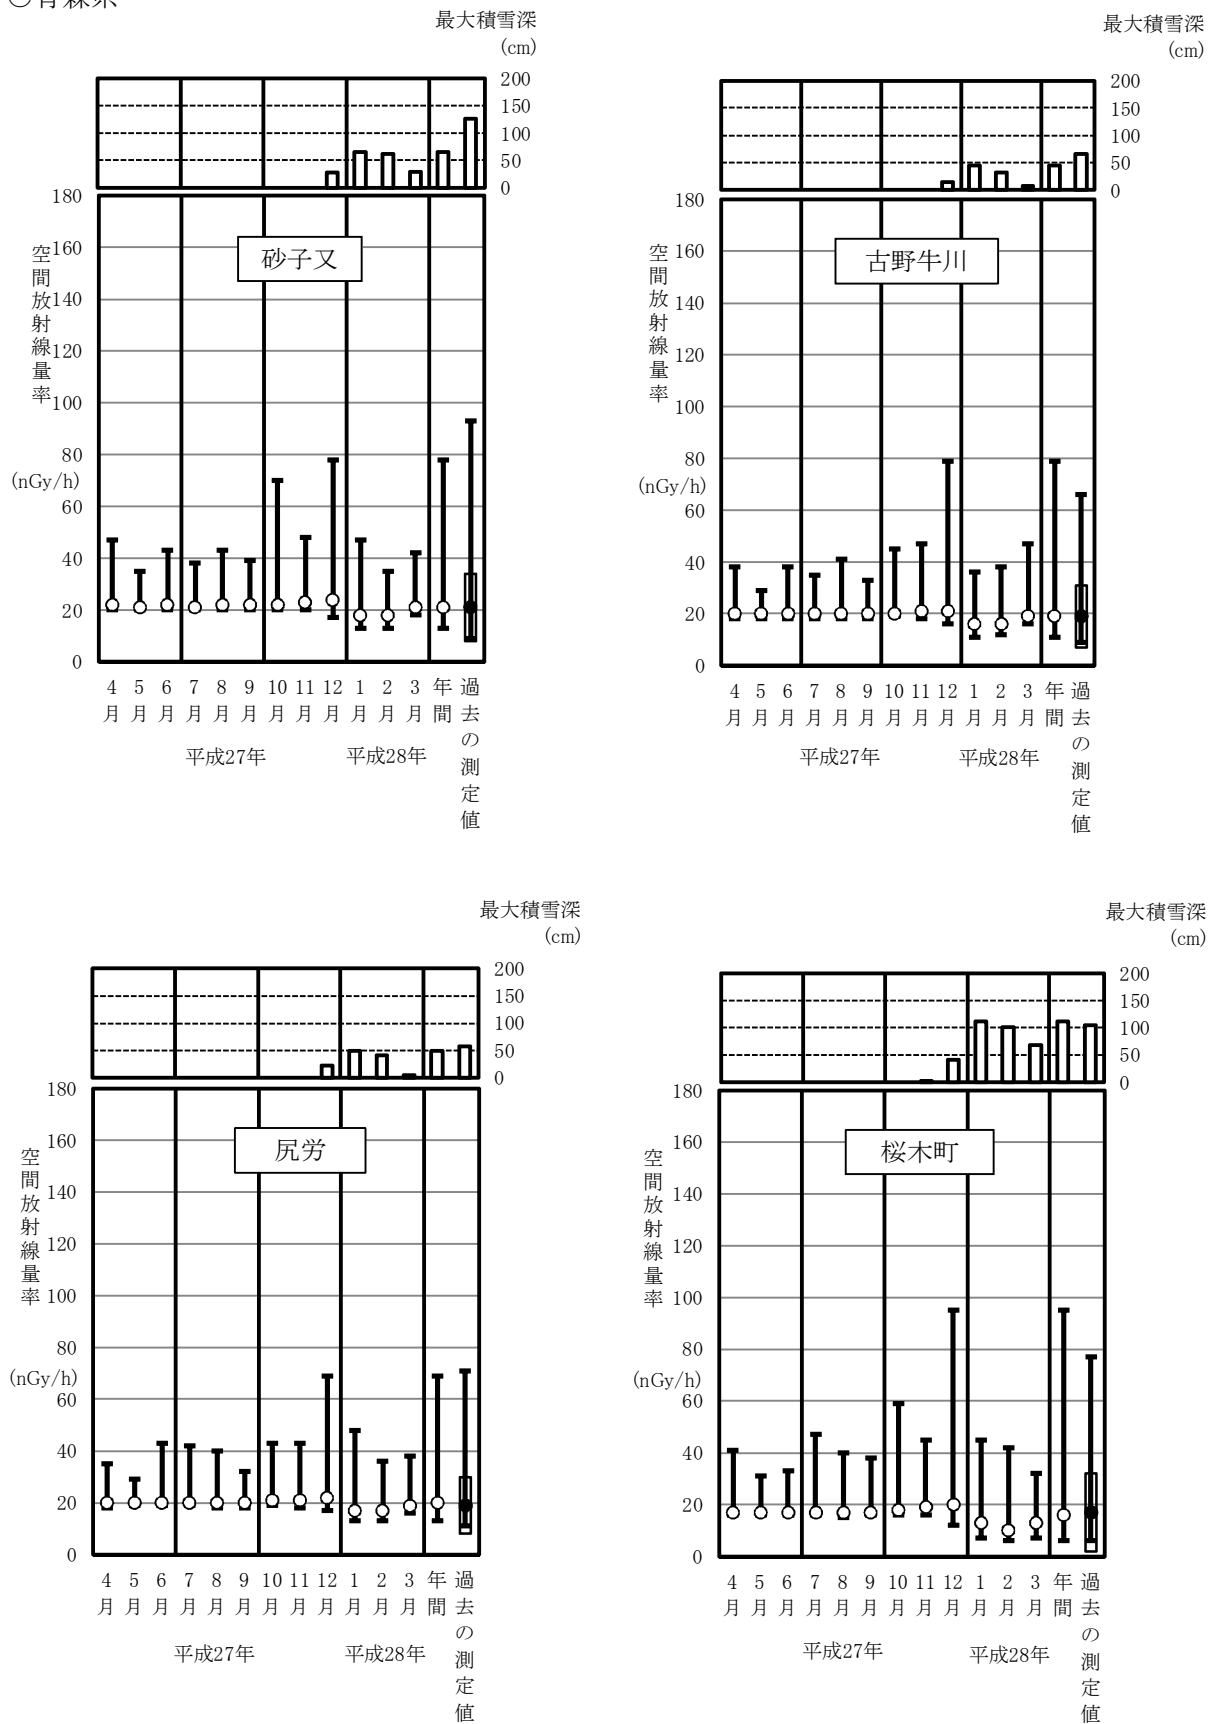 ○青森県
最大積雪深
(cm)
200
150
100
50
0
180
160
140
120
100
80
60
40
20
0
空間放射線量率
(nGy/h)
砂子又
4月 5月 6月 7月 8月 9月 10月 11月 12月 1月 2月 3月 年間 過去の測定値
平成27年 平成28年
最大積雪深
(cm)
200
150
100
50
0
180
160
140
120
100
80
60
40
20
0
空間放射線量率
(nGy/h)
古野牛川
4月 5月 6月 7月 8月 9月 10月 11月 12月 1月 2月 3月 年間 過去の測定値
平成27年 平成28年
最大積雪深
(cm)
200
150
100
50
0
180
160
140
120
100
80
60
40
20
0
空間放射線量率
(nGy/h)
尻労
4月 5月 6月 7月 8月 9月 10月 11月 12月 1月 2月 3月 年間 過去の測定値
平成27年 平成28年
最大積雪深
(cm)
200
150
100
50
0
180
160
140
120
100
80
60
40
20
0
空間放射線量率
(nGy/h)
桜木町
4月 5月 6月 7月 8月 9月 10月 11月 12月 1月 2月 3月 年間 過去の測定値
平成27年 平成28年